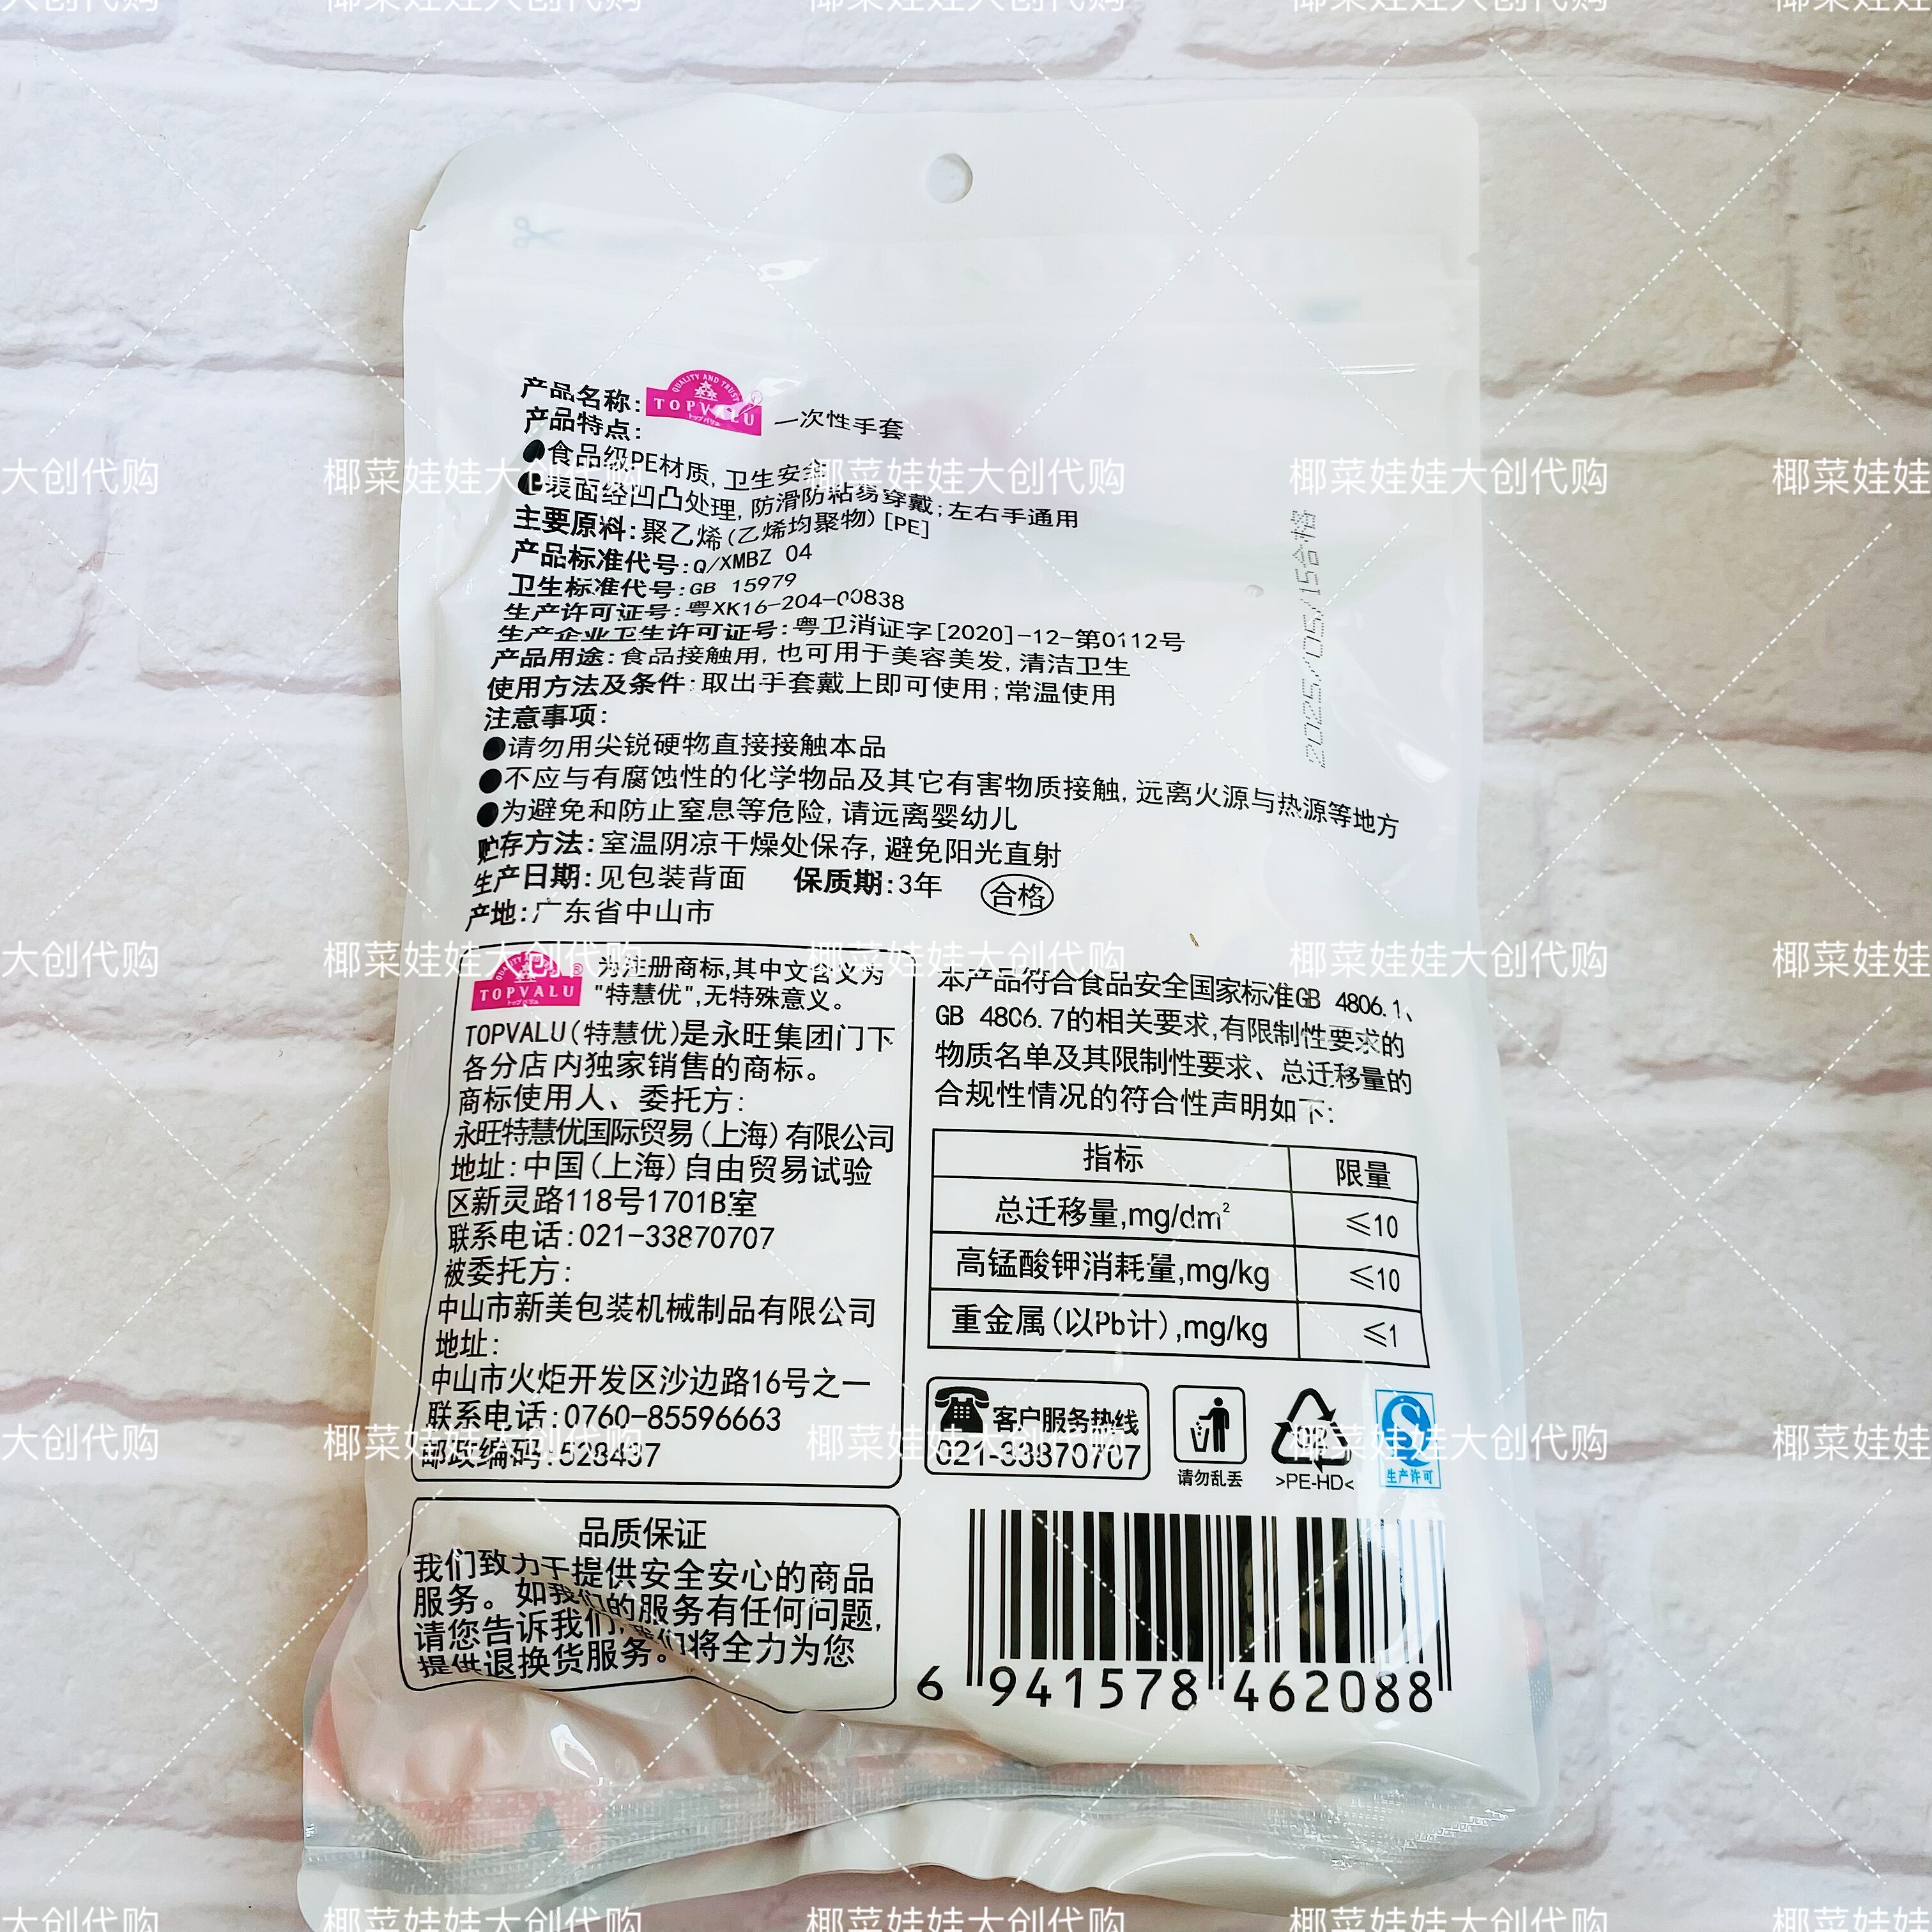 产品名称:
QUALITY AND TRUST
TOPVALU
トップバリュ
一次性手套
产品特点:
●食品级PE材质,卫生安全
●表面经凹凸处理,防滑防粘易穿戴;左右手通用
主要原料:聚乙烯(乙烯均聚物)[PE]
产品标准代号:Q/XMBZ 04
卫生标准代号:GB 15979
生产许可证号:粤XK16-204-00838
生产企业卫生许可证号:粤卫消证字[2020]-12-第0112号
产品用途:食品接触用,也可用于美容美发,清洁卫生
使用方法及条件:取出手套戴上即可使用;常温使用
注意事项:
●请勿用尖锐硬物直接接触本品
●不应与有腐蚀性的化学物品及其它有害物质接触,远离火源与热源等地方
●为避免和防止窒息等危险,请远离婴幼儿
贮存方法:室温阴凉干燥处保存,避免阳光直射
生产日期:见包装背面 保质期:3年 合格
产地:广东省中山市
2025/05/15合格
QUALITY AND TRUST
TOPVALU®
トップバリュ
为注册商标,其中文含义为
"特慧优",无特殊意义。
TOPVALU(特慧优)是永旺集团门下
各分店内独家销售的商标。
商标使用人、委托方:
永旺特慧优国际贸易(上海)有限公司
地址:中国(上海)自由贸易试验
区新灵路118号1701B室
联系电话:021-33870707
被委托方:
中山市新美包装机械制品有限公司
地址:
中山市火炬开发区沙边路16号之一
联系电话:0760-85596663
邮政编码:528437
品质保证
我们致力于提供安全安心的商品
服务。如我们的服务有任何问题,
请您告诉我们,我们将全力为您
提供退换货服务。
本产品符合食品安全国家标准GB 4806.1、
GB 4806.7的相关要求,有限制性要求的
物质名单及其限制性要求、总迁移量的
合规性情况的符合性声明如下:
指标 限量
总迁移量,mg/dm² ≤10
高锰酸钾消耗量,mg/kg ≤10
重金属(以Pb计),mg/kg ≤1
客户服务热线
021-33870707
请勿乱丢
>PE-HD<
生产许可
6 941578 462088
椰菜娃娃大创代购